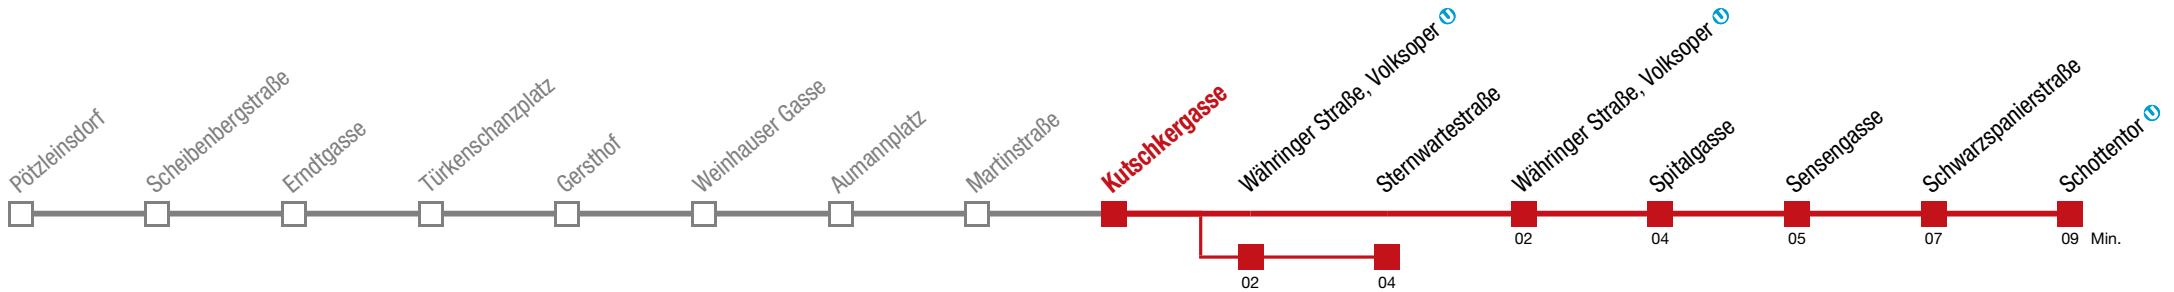 Pötzleinsdorf
Scheibenbergstraße
Erndtgasse
Türkenschanzplatz
Gersthof
Weinhauser Gasse
Aumannplatz
Martinstraße
Kutschkergasse
Währinger Straße, Volksoper U
Sternwartestraße
Währinger Straße, Volksoper U
Spitalgasse
Sensengasse
Schwarzspanierstraße
Schottentor U
02 04 05 07 09 Min.
02 04